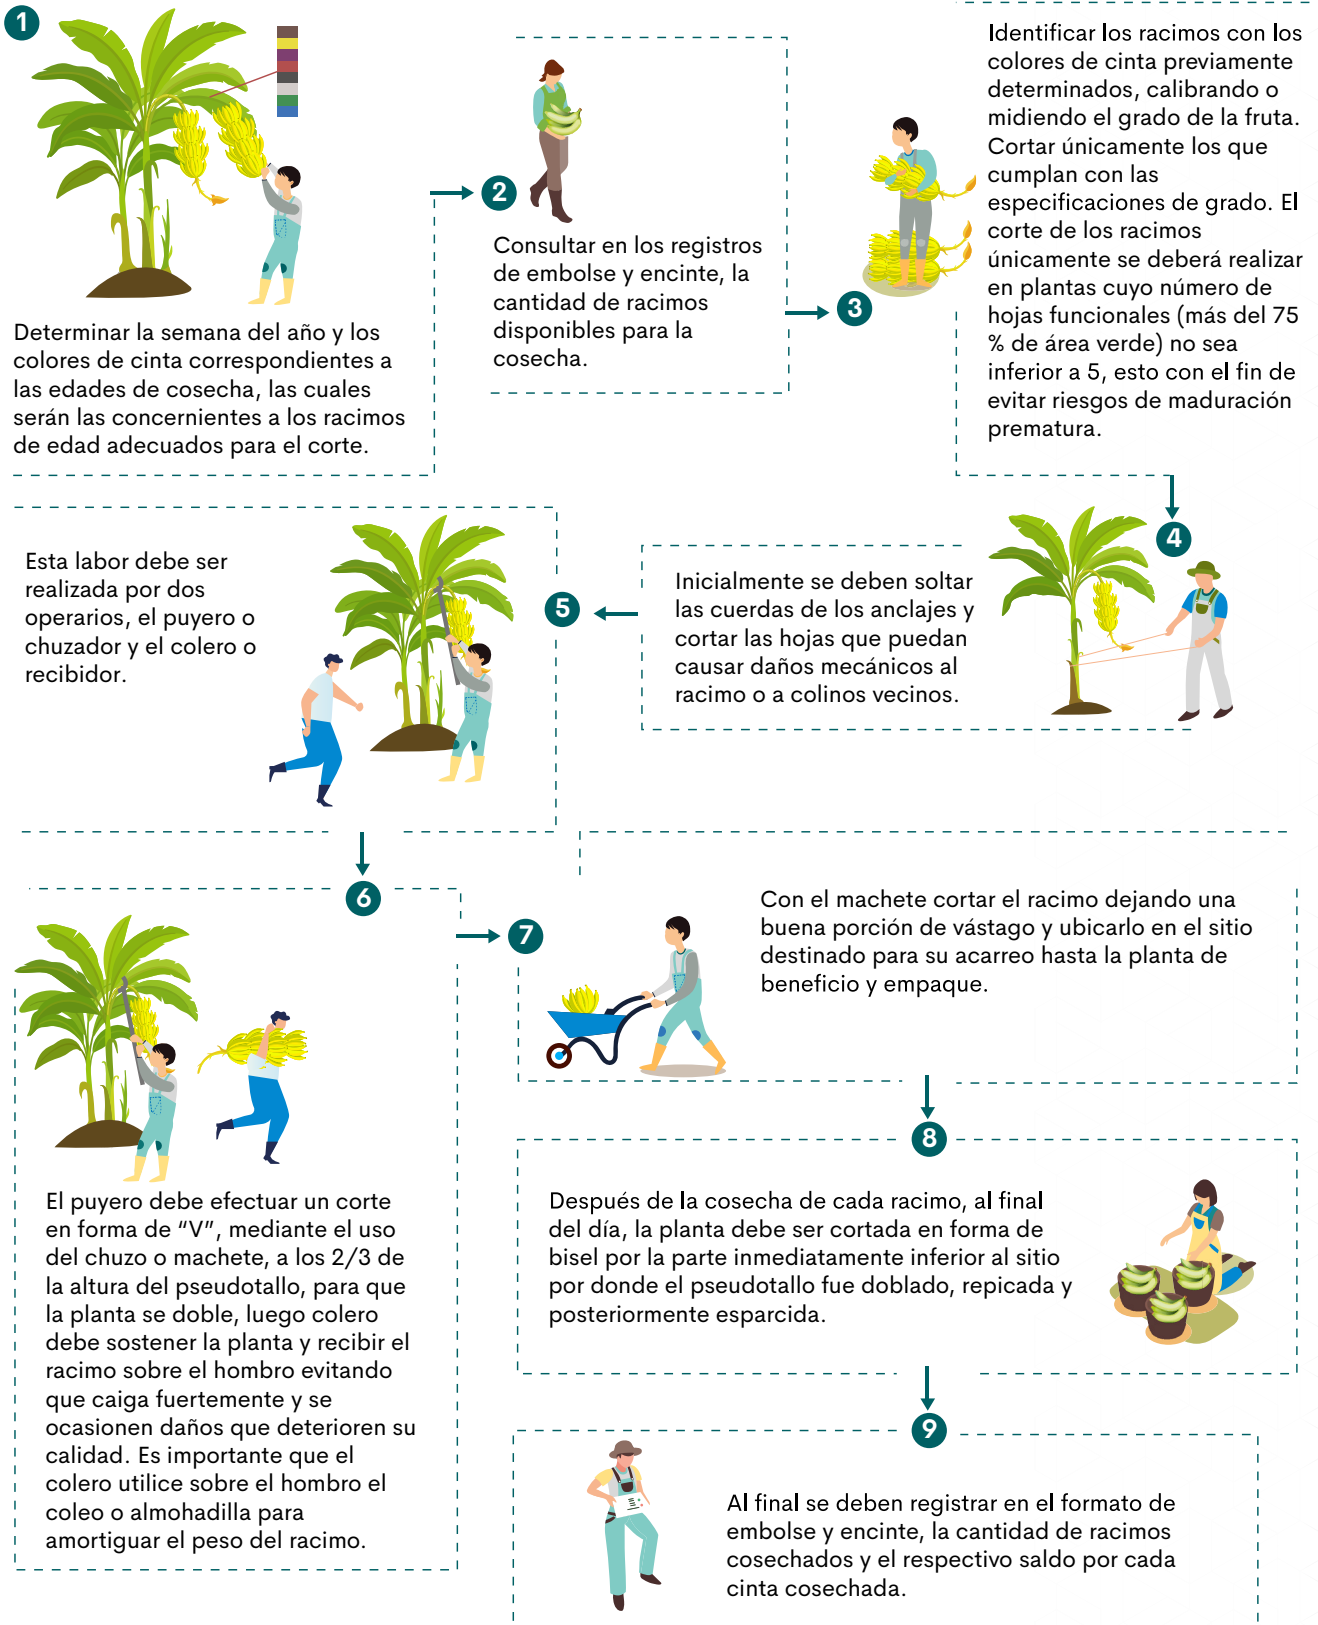 1
Determinar la semana del año y los
colores de cinta correspondientes a
las edades de cosecha, las cuales
serán las concernientes a los racimos
de edad adecuados para el corte.
2
Consultar en los registros
de embolse y encinte, la
cantidad de racimos
disponibles para la
cosecha.
3
Identificar los racimos con los
colores de cinta previamente
determinados, calibrando o
midiendo el grado de la fruta.
Cortar únicamente los que
cumplan con las
especificaciones de grado. El
corte de los racimos
únicamente se deberá realizar
en plantas cuyo número de
hojas funcionales (más del 75
% de área verde) no sea
inferior a 5, esto con el fin de
evitar riesgos de maduración
prematura.
4
Inicialmente se deben soltar
las cuerdas de los anclajes y
cortar las hojas que puedan
causar daños mecánicos al
racimo o a colinos vecinos.
5
Esta labor debe ser
realizada por dos
operarios, el puyero o
chuzador y el colero o
recibidor.
6
El puyero debe efectuar un corte
en forma de “V”, mediante el uso
del chuzo o machete, a los 2/3 de
la altura del pseudotallo, para que
la planta se doble, luego colero
debe sostener la planta y recibir el
racimo sobre el hombro evitando
que caiga fuertemente y se
ocasionen daños que deterioren su
calidad. Es importante que el
colero utilice sobre el hombro el
coleo o almohadilla para
amortiguar el peso del racimo.
7
Con el machete cortar el racimo dejando una
buena porción de vástago y ubicarlo en el sitio
destinado para su acarreo hasta la planta de
beneficio y empaque.
8
Después de la cosecha de cada racimo, al final
del día, la planta debe ser cortada en forma de
bisel por la parte inmediatamente inferior al sitio
por donde el pseudotallo fue doblado, repicada y
posteriormente esparcida.
9
Al final se deben registrar en el formato de
embolse y encinte, la cantidad de racimos
cosechados y el respectivo saldo por cada
cinta cosechada.